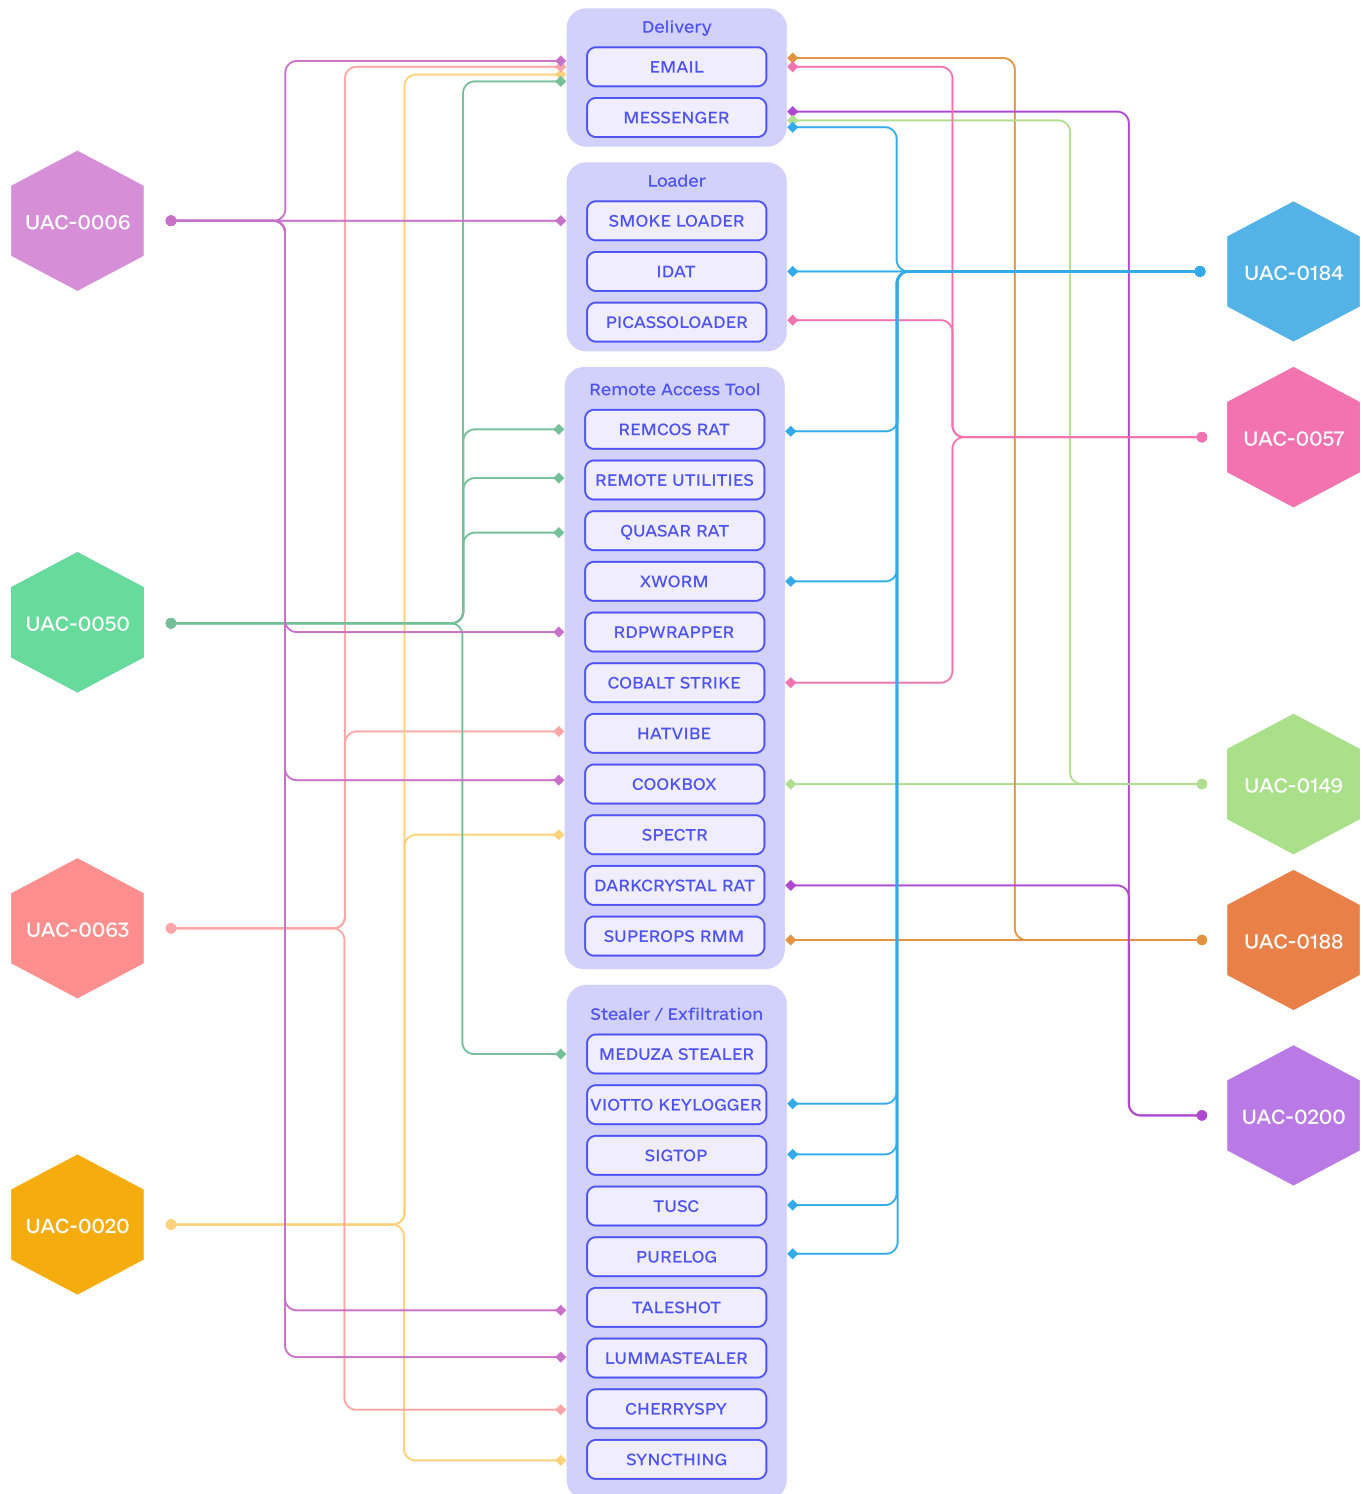 Delivery
EMAIL
MESSENGER
Loader
SMOKE LOADER
IDAT
PICASSOLOADER
Remote Access Tool
REMCOS RAT
REMOTE UTILITIES
QUASAR RAT
XWORM
RDPWRAPPER
COBALT STRIKE
HATVIBE
COOKBOX
SPECTR
DARKCRYSTAL RAT
SUPEROPS RMM
Stealer / Exfiltration
MEDUZA STEALER
VIOTTO KEYLOGGER
SIGTOP
TUSC
PURELOG
TALESHOT
LUMMASTEALER
CHERRYSPY
SYNCTHING
UAC-0006
UAC-0050
UAC-0063
UAC-0020
UAC-0184
UAC-0057
UAC-0149
UAC-0188
UAC-0200